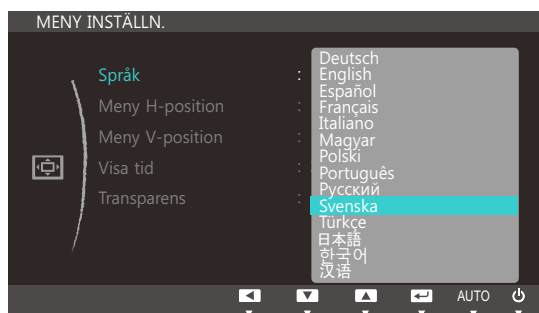 MENY INSTÄLLN.
Språk :
Meny H-position :
Meny V-position :
Visa tid :
Transparens :
Deutsch
English
Español
Français
Italiano
Magyar
Polski
Português
Русский
Svenska
Türkçe
日本語
한국어
汉语
AUTO